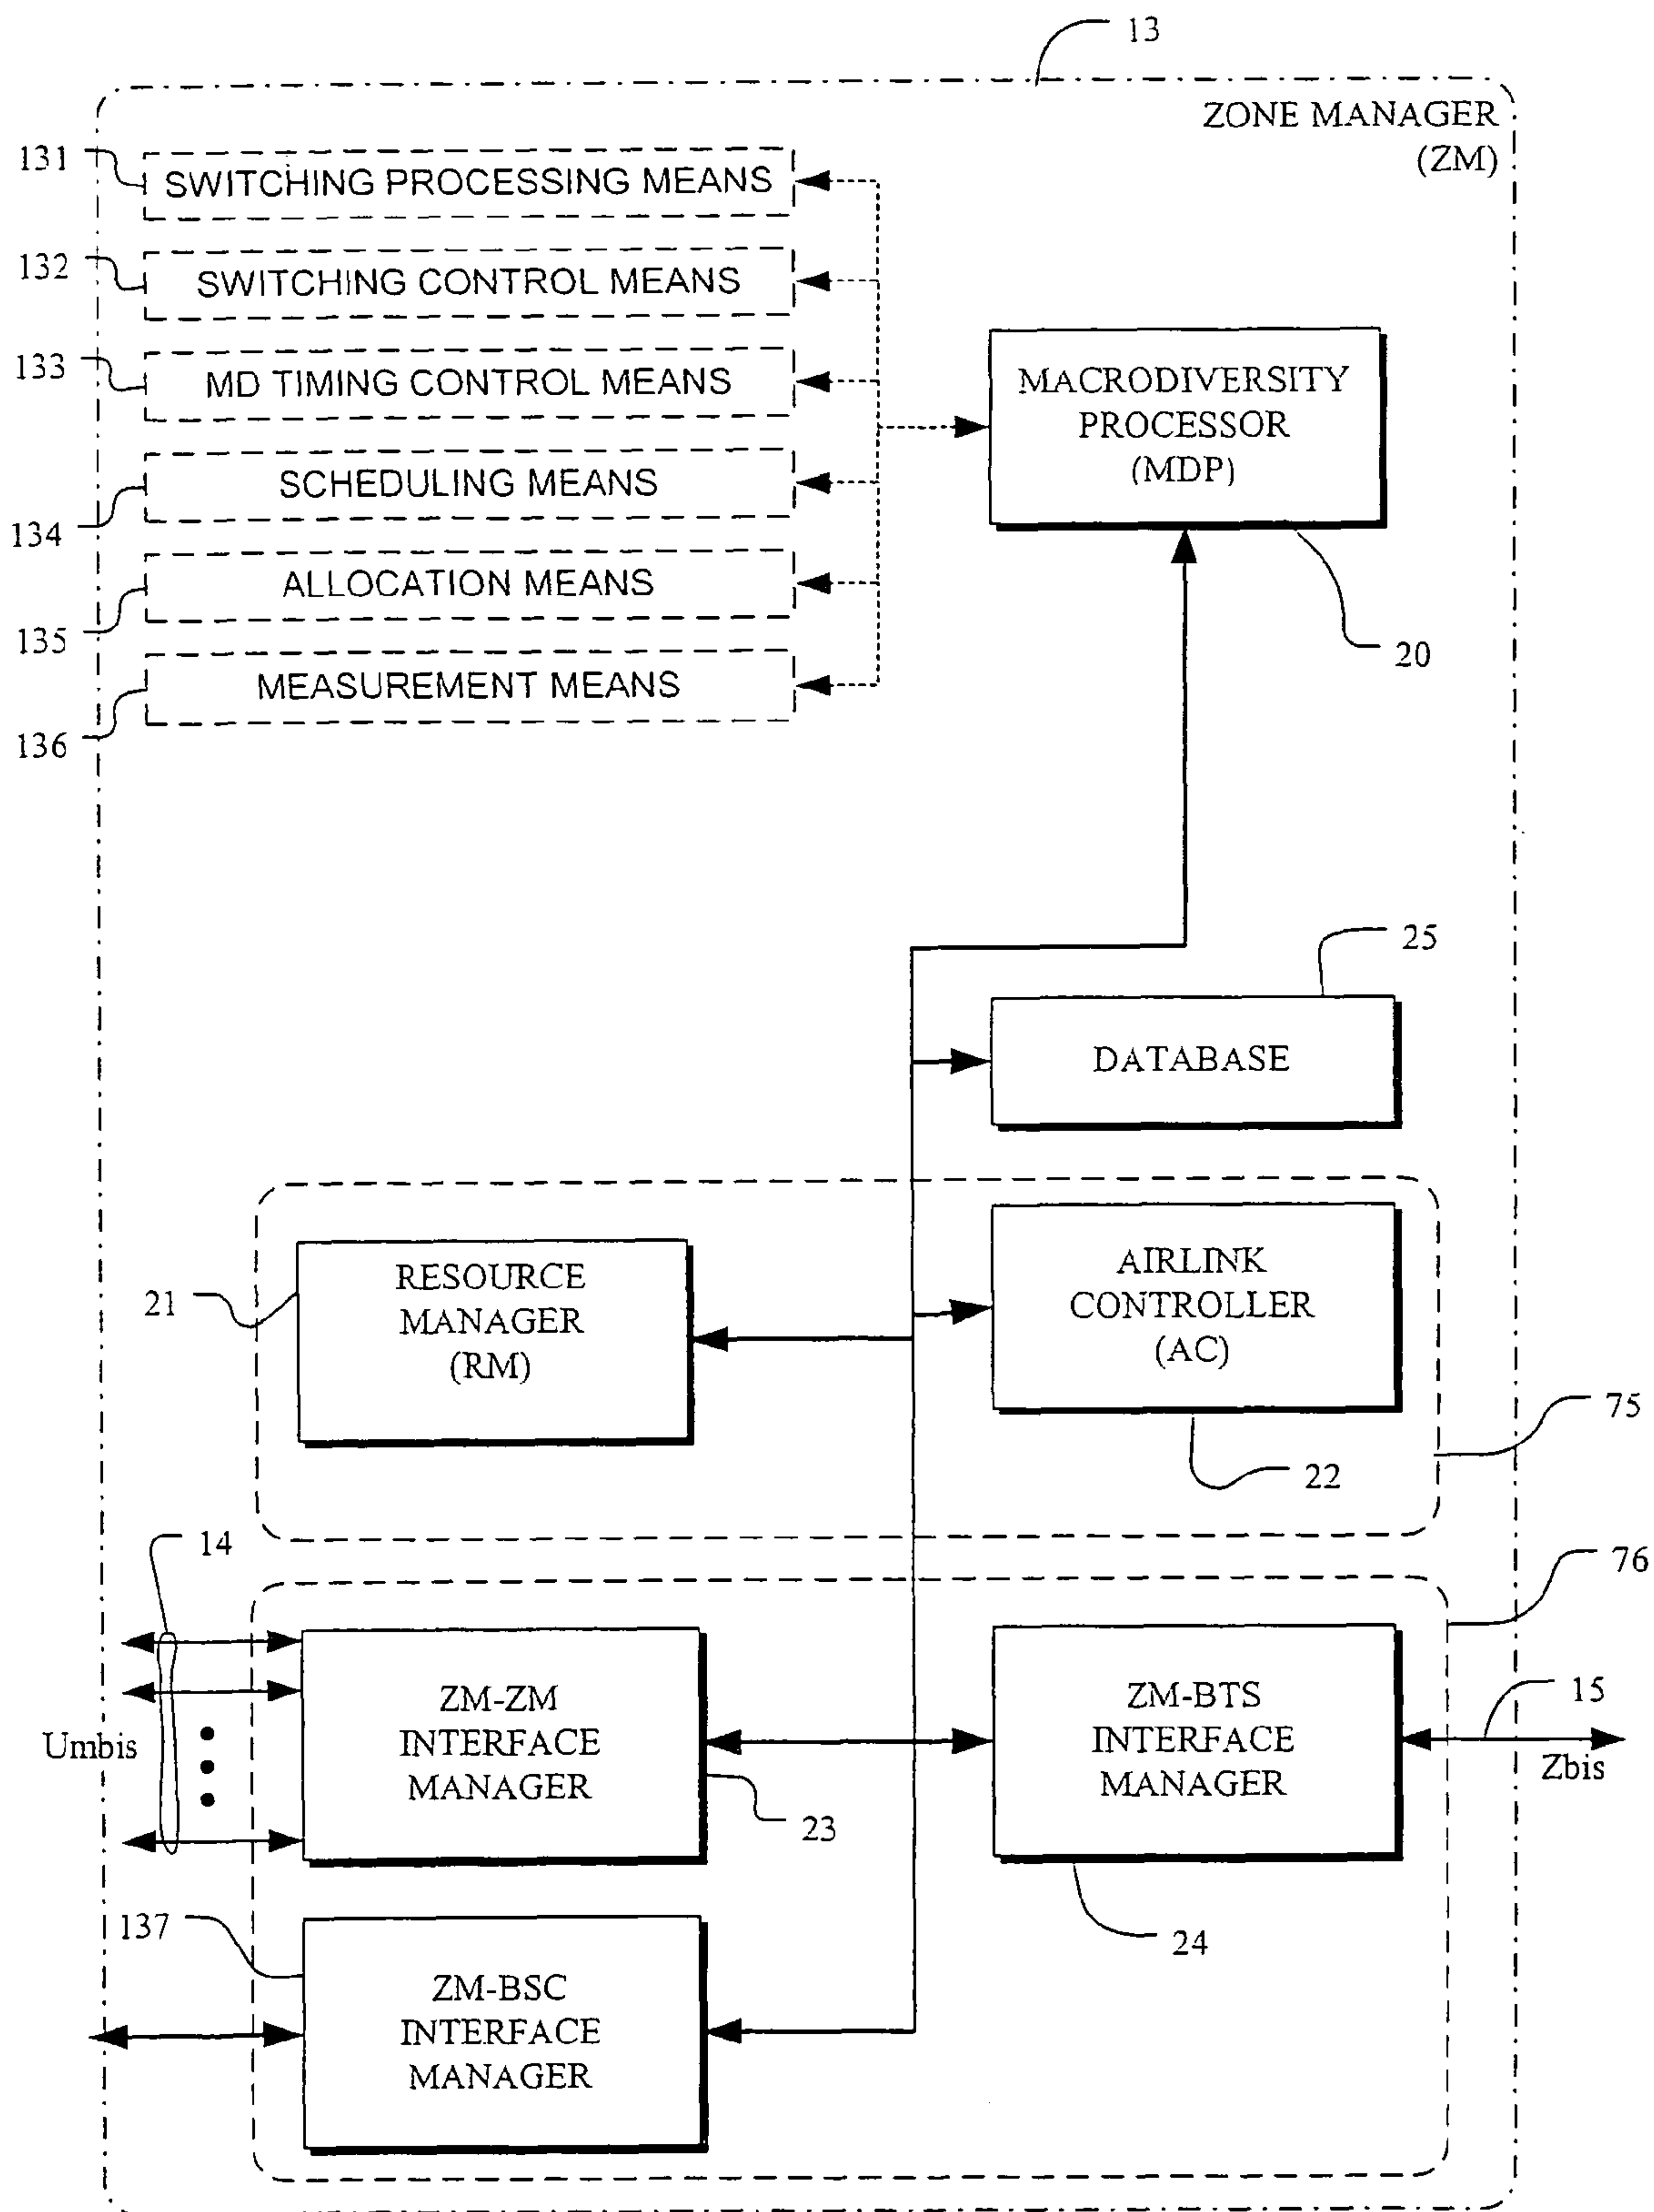 13
ZONE MANAGER
(ZM)
131
SWITCHING PROCESSING MEANS
132
SWITCHING CONTROL MEANS
133
MD TIMING CONTROL MEANS
134
SCHEDULING MEANS
135
ALLOCATION MEANS
136
MEASUREMENT MEANS
MACRODIVERSITY
PROCESSOR
(MDP)
20
25
DATABASE
21
RESOURCE
MANAGER
(RM)
AIRLINK
CONTROLLER
(AC)
75
22
14
76
Umbis
ZM-ZM
INTERFACE
MANAGER
23
ZM-BTS
INTERFACE
MANAGER
15
Zbis
24
137
ZM-BSC
INTERFACE
MANAGER